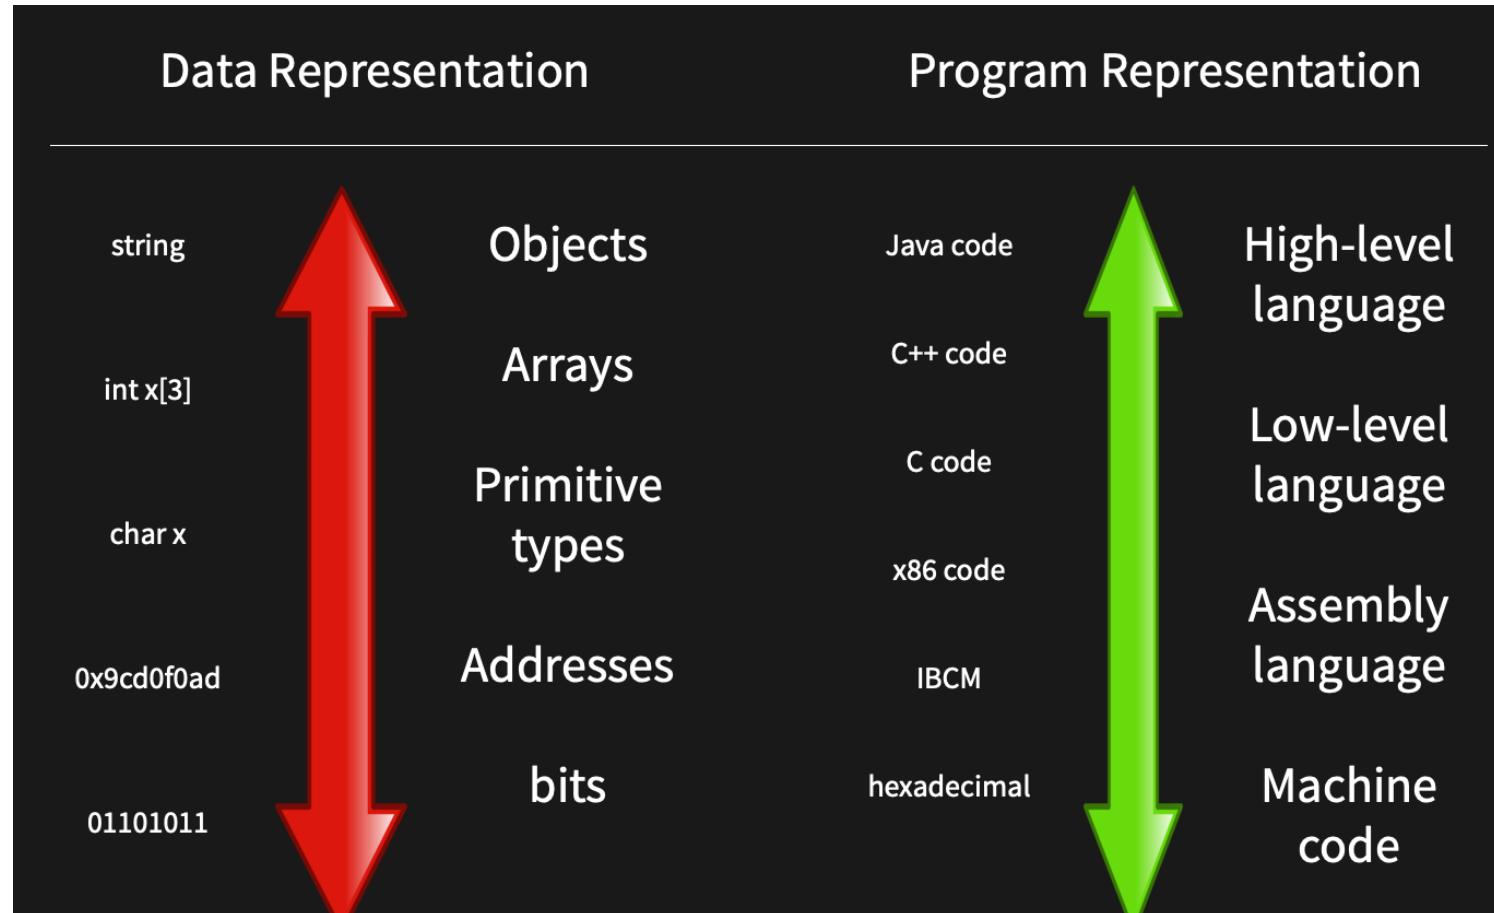 Data Representation
Program Representation
string
int x[3]
char x
0x9cd0f0ad
01101011
Objects
Arrays
Primitive
types
Addresses
bits
Java code
C++ code
C code
x86 code
IBCM
hexadecimal
High-level
language
Low-level
language
Assembly
language
Machine
code